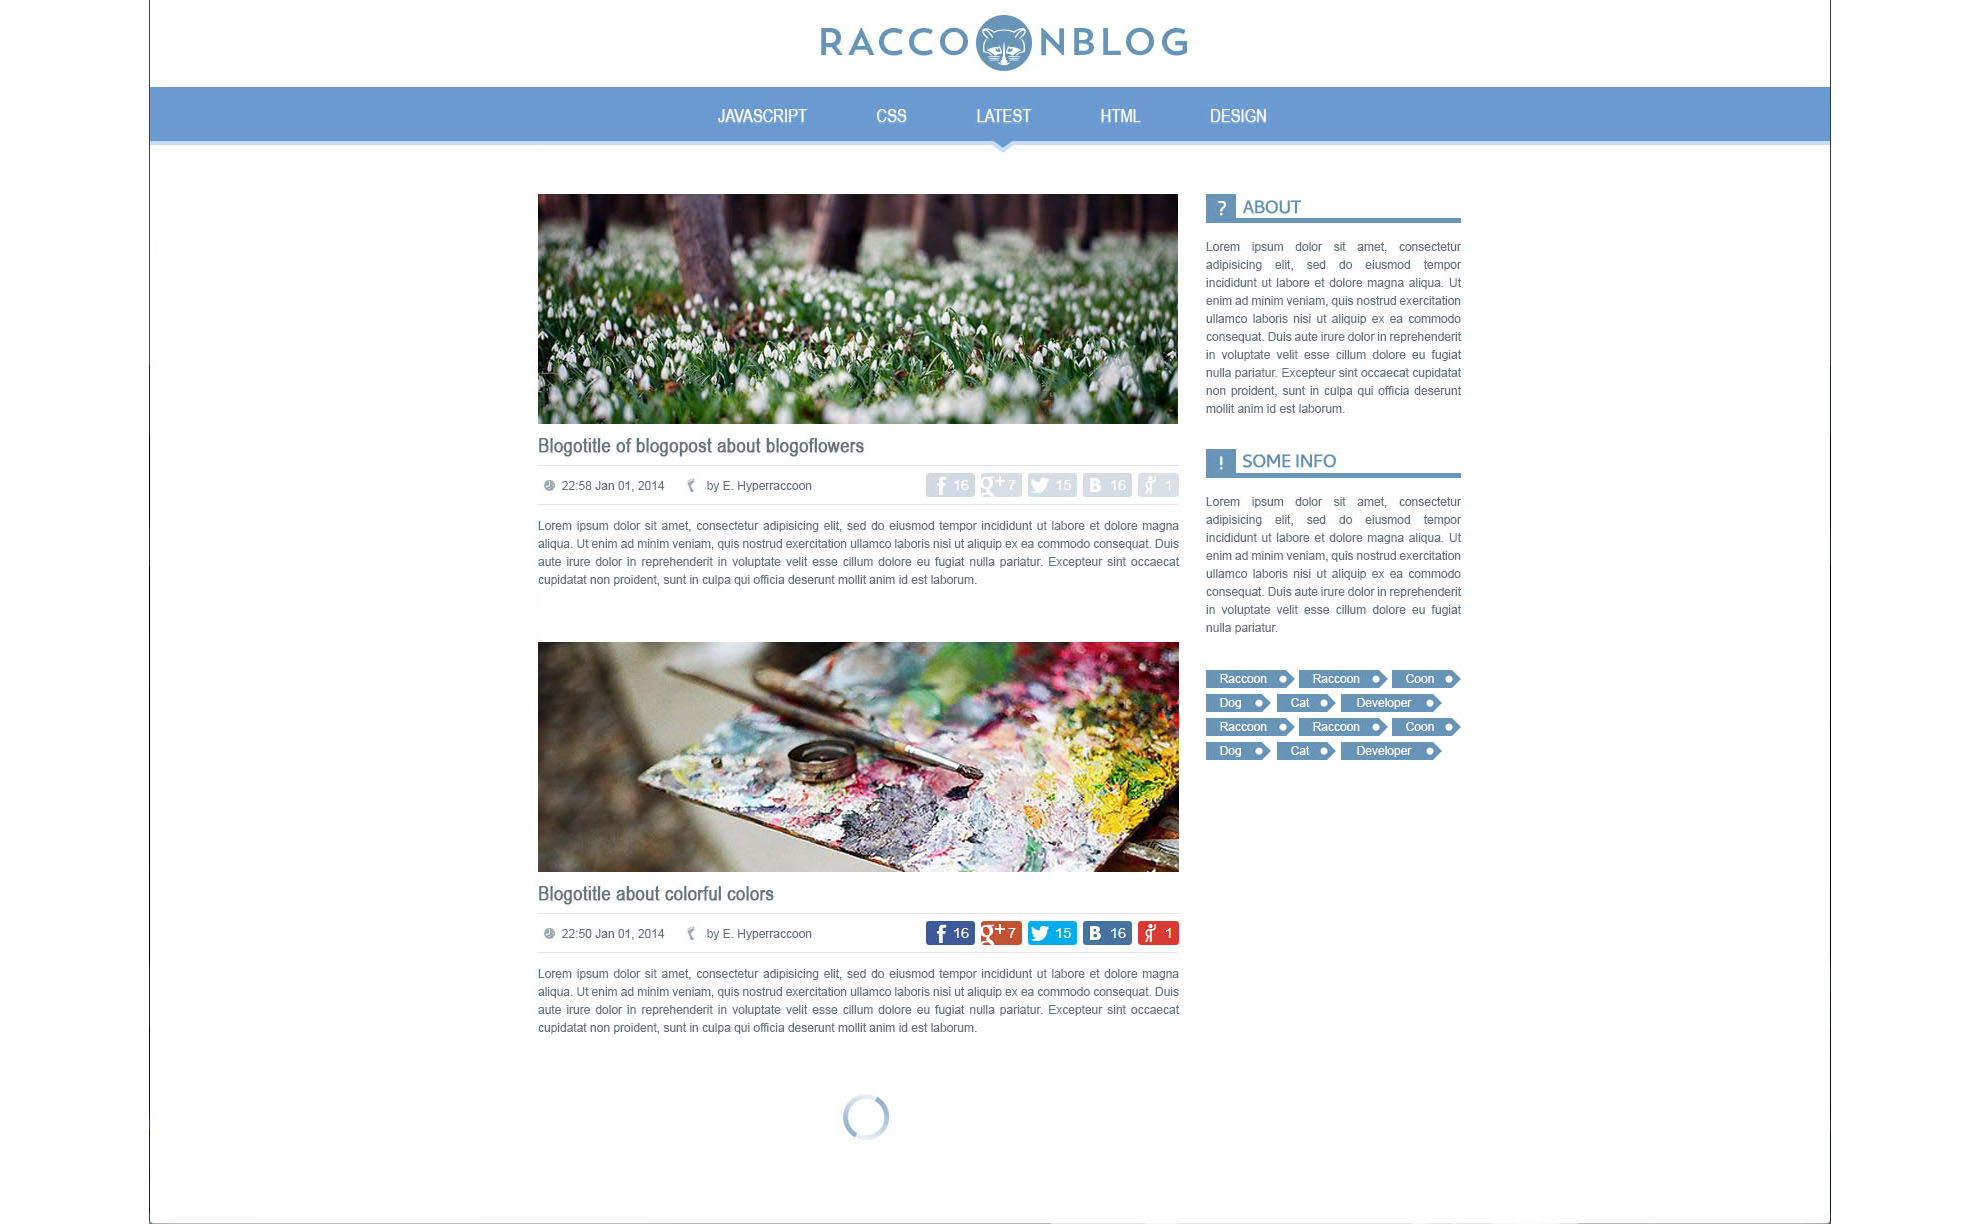 RACCOONBLOG
JAVASCRIPT CSS LATEST HTML DESIGN
Blogotitle of blogopost about blogoflowers
22:58 Jan 01, 2014 by E. Hyperraccoon f 16 g+ 7 15 B 16 Я 1
Lorem ipsum dolor sit amet, consectetur adipisicing elit, sed do eiusmod tempor incididunt ut labore et dolore magna
aliqua. Ut enim ad minim veniam, quis nostrud exercitation ullamco laboris nisi ut aliquip ex ea commodo consequat. Duis
aute irure dolor in reprehenderit in voluptate velit esse cillum dolore eu fugiat nulla pariatur. Excepteur sint occaecat
cupidatat non proident, sunt in culpa qui officia deserunt mollit anim id est laborum.
Blogotitle about colorful colors
22:50 Jan 01, 2014 by E. Hyperraccoon f 16 g+ 7 15 B 16 Я 1
Lorem ipsum dolor sit amet, consectetur adipisicing elit, sed do eiusmod tempor incididunt ut labore et dolore magna
aliqua. Ut enim ad minim veniam, quis nostrud exercitation ullamco laboris nisi ut aliquip ex ea commodo consequat. Duis
aute irure dolor in reprehenderit in voluptate velit esse cillum dolore eu fugiat nulla pariatur. Excepteur sint occaecat
cupidatat non proident, sunt in culpa qui officia deserunt mollit anim id est laborum.
? ABOUT
Lorem ipsum dolor sit amet, consectetur
adipisicing elit, sed do eiusmod tempor
incididunt ut labore et dolore magna aliqua. Ut
enim ad minim veniam, quis nostrud exercitation
ullamco laboris nisi ut aliquip ex ea commodo
consequat. Duis aute irure dolor in reprehenderit
in voluptate velit esse cillum dolore eu fugiat
nulla pariatur. Excepteur sint occaecat cupidatat
non proident, sunt in culpa qui officia deserunt
mollit anim id est laborum.
! SOME INFO
Lorem ipsum dolor sit amet, consectetur
adipisicing elit, sed do eiusmod tempor
incididunt ut labore et dolore magna aliqua. Ut
enim ad minim veniam, quis nostrud exercitation
ullamco laboris nisi ut aliquip ex ea commodo
consequat. Duis aute irure dolor in reprehenderit
in voluptate velit esse cillum dolore eu fugiat
nulla pariatur.
Raccoon Raccoon Coon
Dog Cat Developer
Raccoon Raccoon Coon
Dog Cat Developer